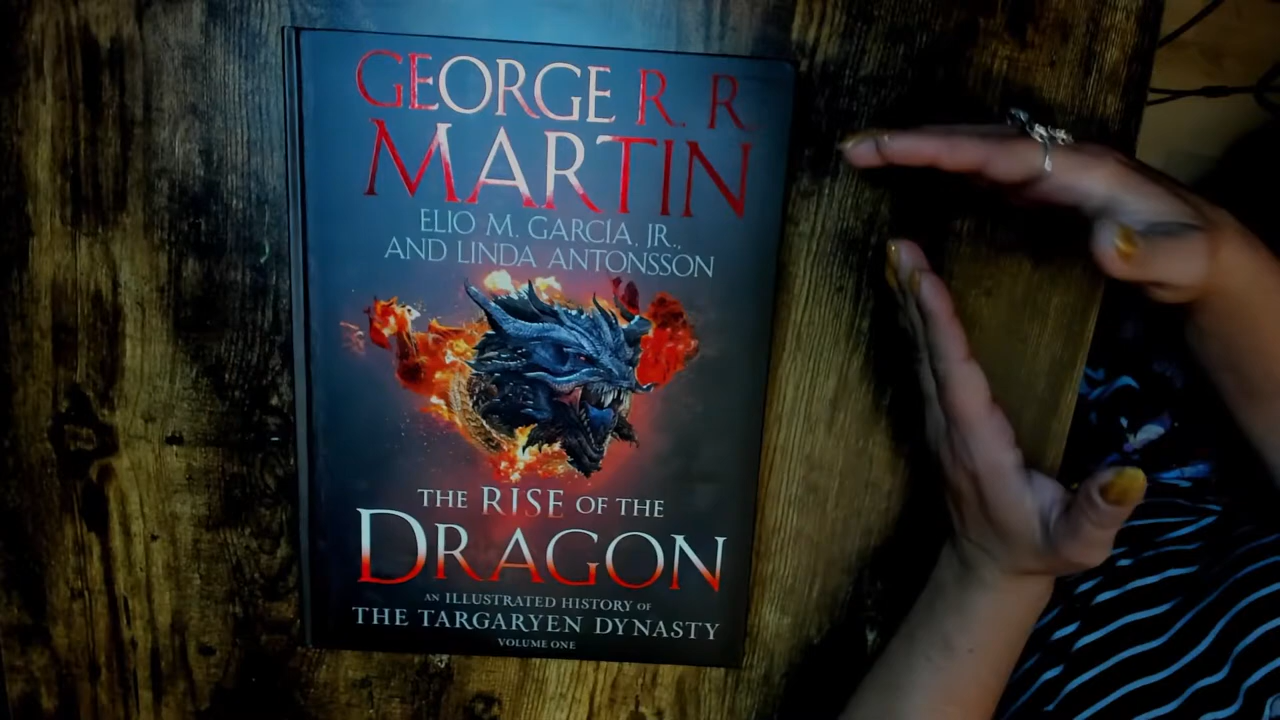 GEORGE R. R.
MARTIN
ELIO M. GARCÍA, JR.,
AND LINDA ANTONSSON
THE RISE OF THE
DRAGON
AN ILLUSTRATED HISTORY OF
THE TARGARYEN DYNASTY
VOLUME ONE